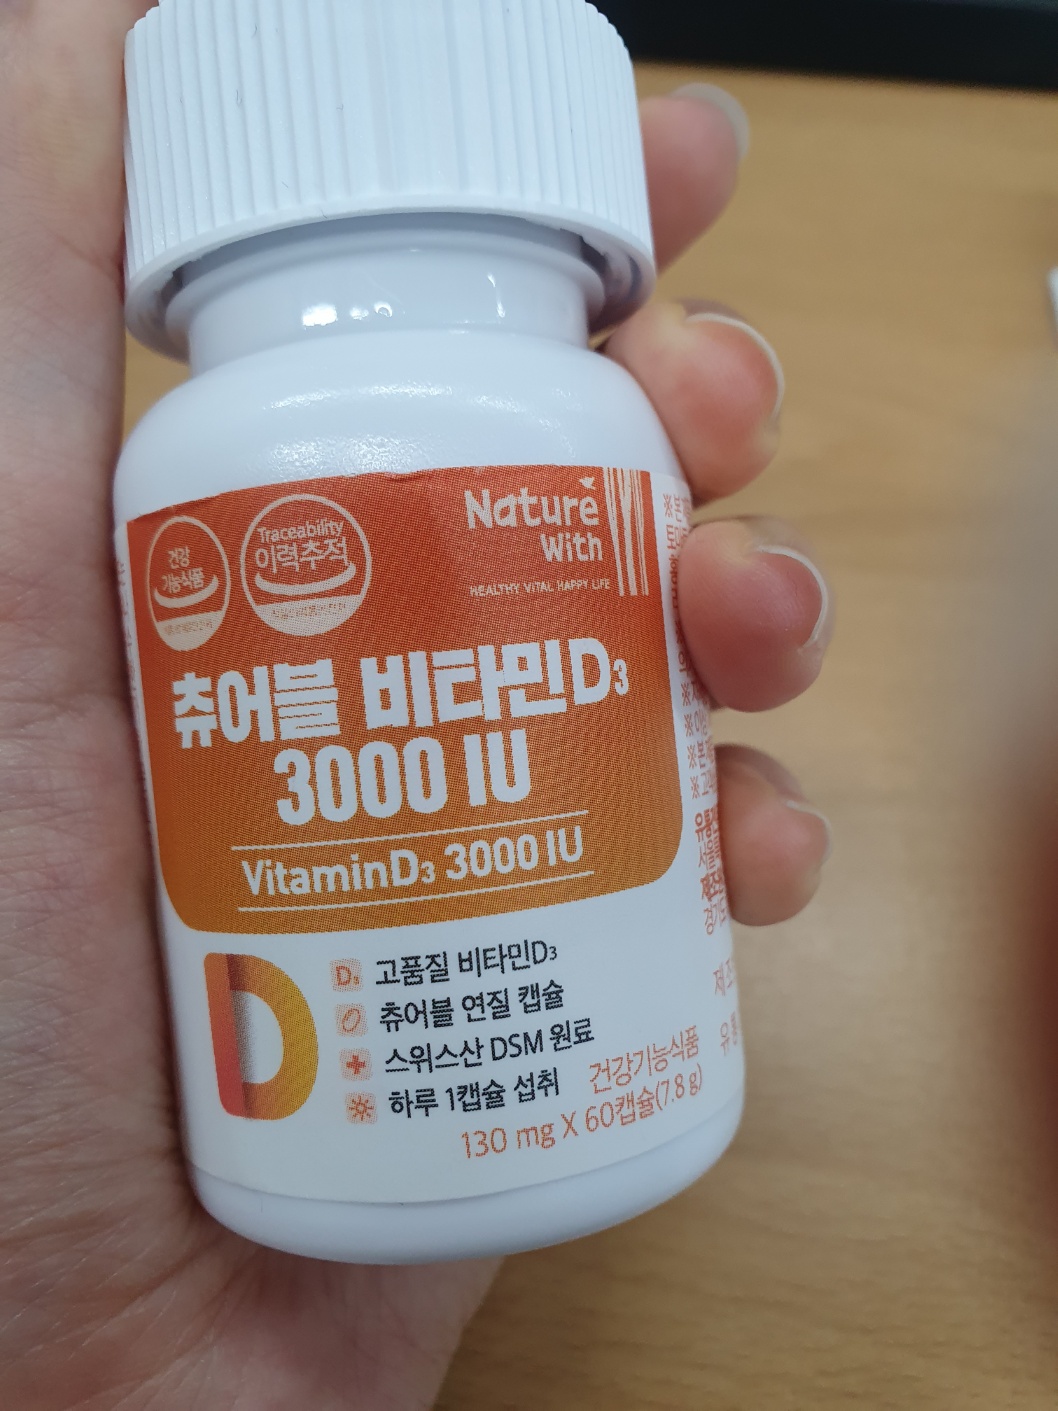 건강
기능식품
Traceability
이력추적
Nature
With
HEALTHY VITAL HAPPY LIFE
츄어블 비타민D₃
3000 IU
VitaminD₃ 3000 IU
D
D₃ 고품질 비타민D₃
츄어블 연질 캡슐
스위스산 DSM 원료
하루 1캡슐 섭취
건강기능식품
130 mg X 60캡슐(7.8 g)